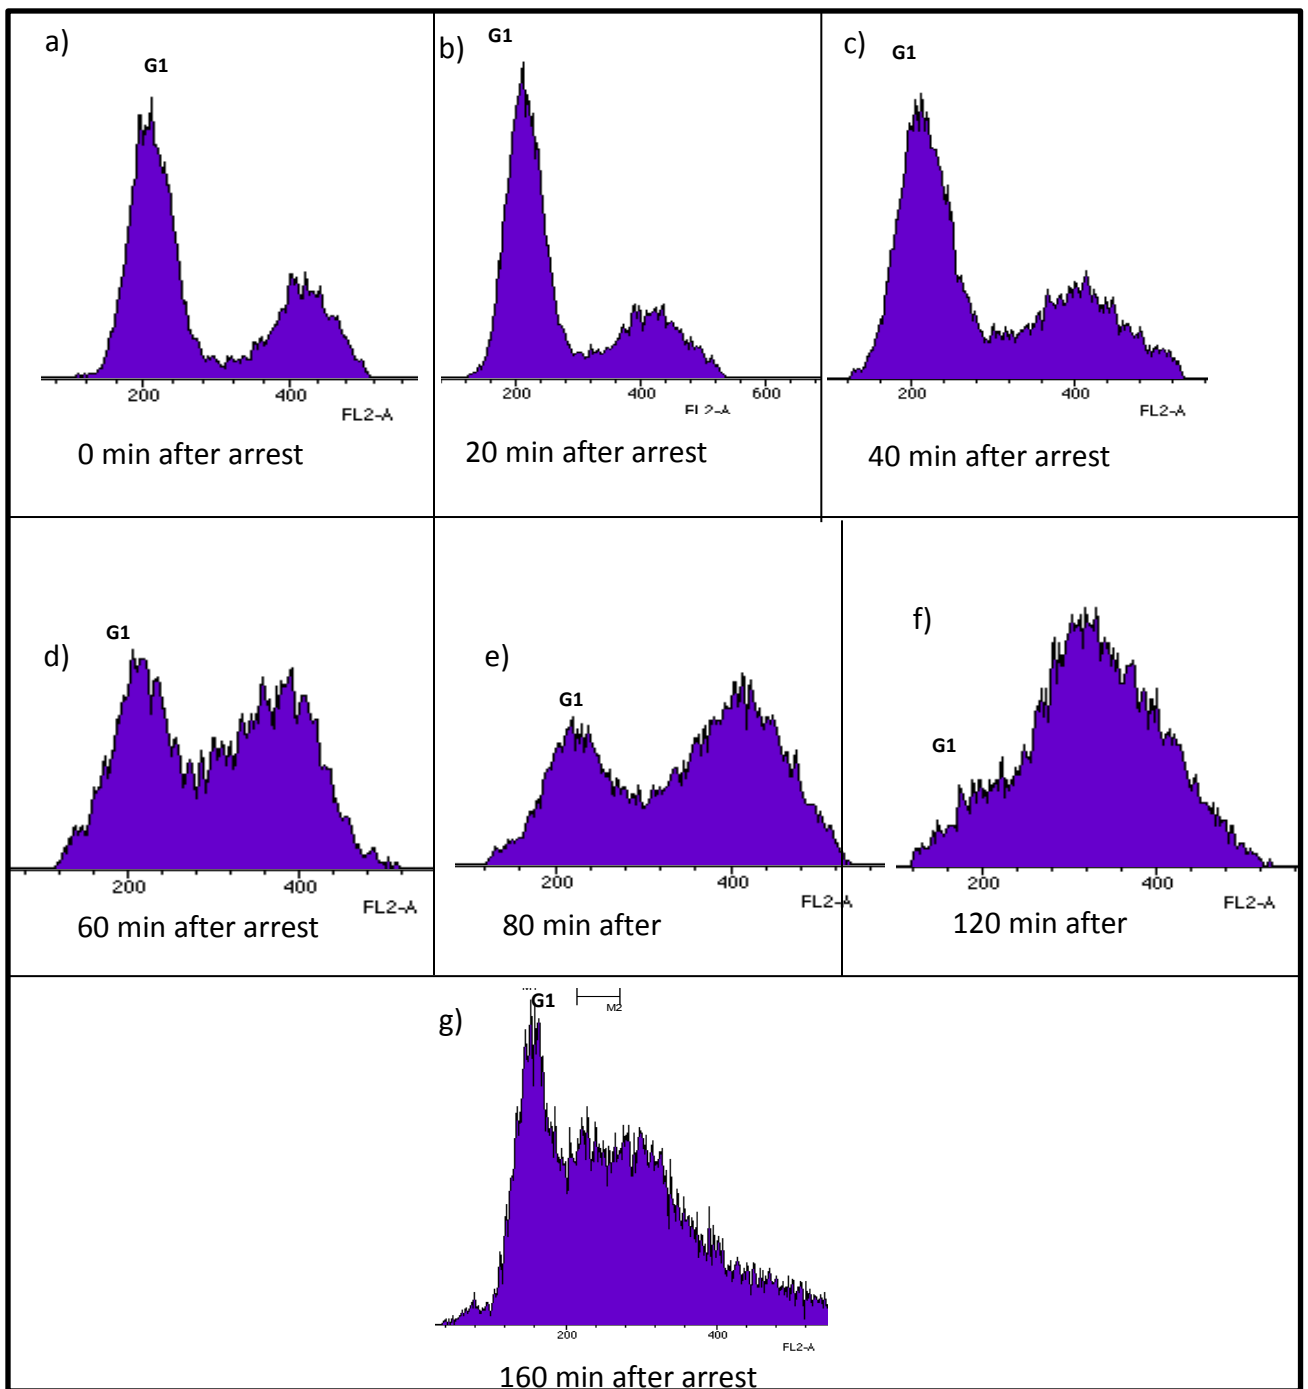 a)
G1
200 400
FL2-A
0 min after arrest
b)
G1
200 400 600
FL2-A
20 min after arrest
c)
G1
200 400
FL2-A
40 min after arrest
d)
G1
200 400
FL2-A
60 min after arrest
e)
G1
200 400
FL2-A
80 min after
f)
G1
200 400
FL2-A
120 min after
g)
G1
M2
200 400
FL2-A
160 min after arrest